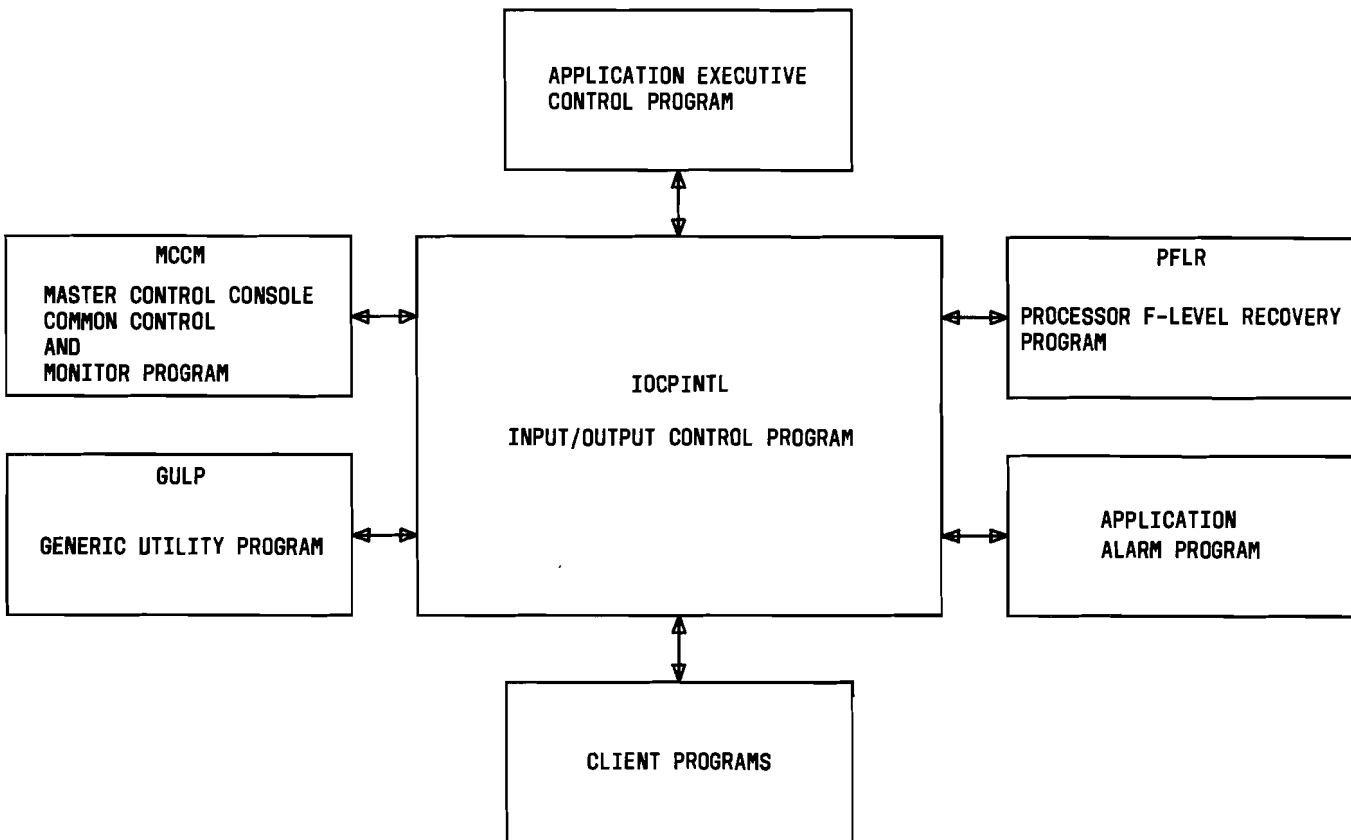 APPLICATION EXECUTIVE
CONTROL PROGRAM
MCCM
MASTER CONTROL CONSOLE
COMMON CONTROL
AND
MONITOR PROGRAM
PFLR
PROCESSOR F-LEVEL RECOVERY
PROGRAM
IOCPINTL
INPUT/OUTPUT CONTROL PROGRAM
GULP
GENERIC UTILITY PROGRAM
APPLICATION
ALARM PROGRAM
CLIENT PROGRAMS